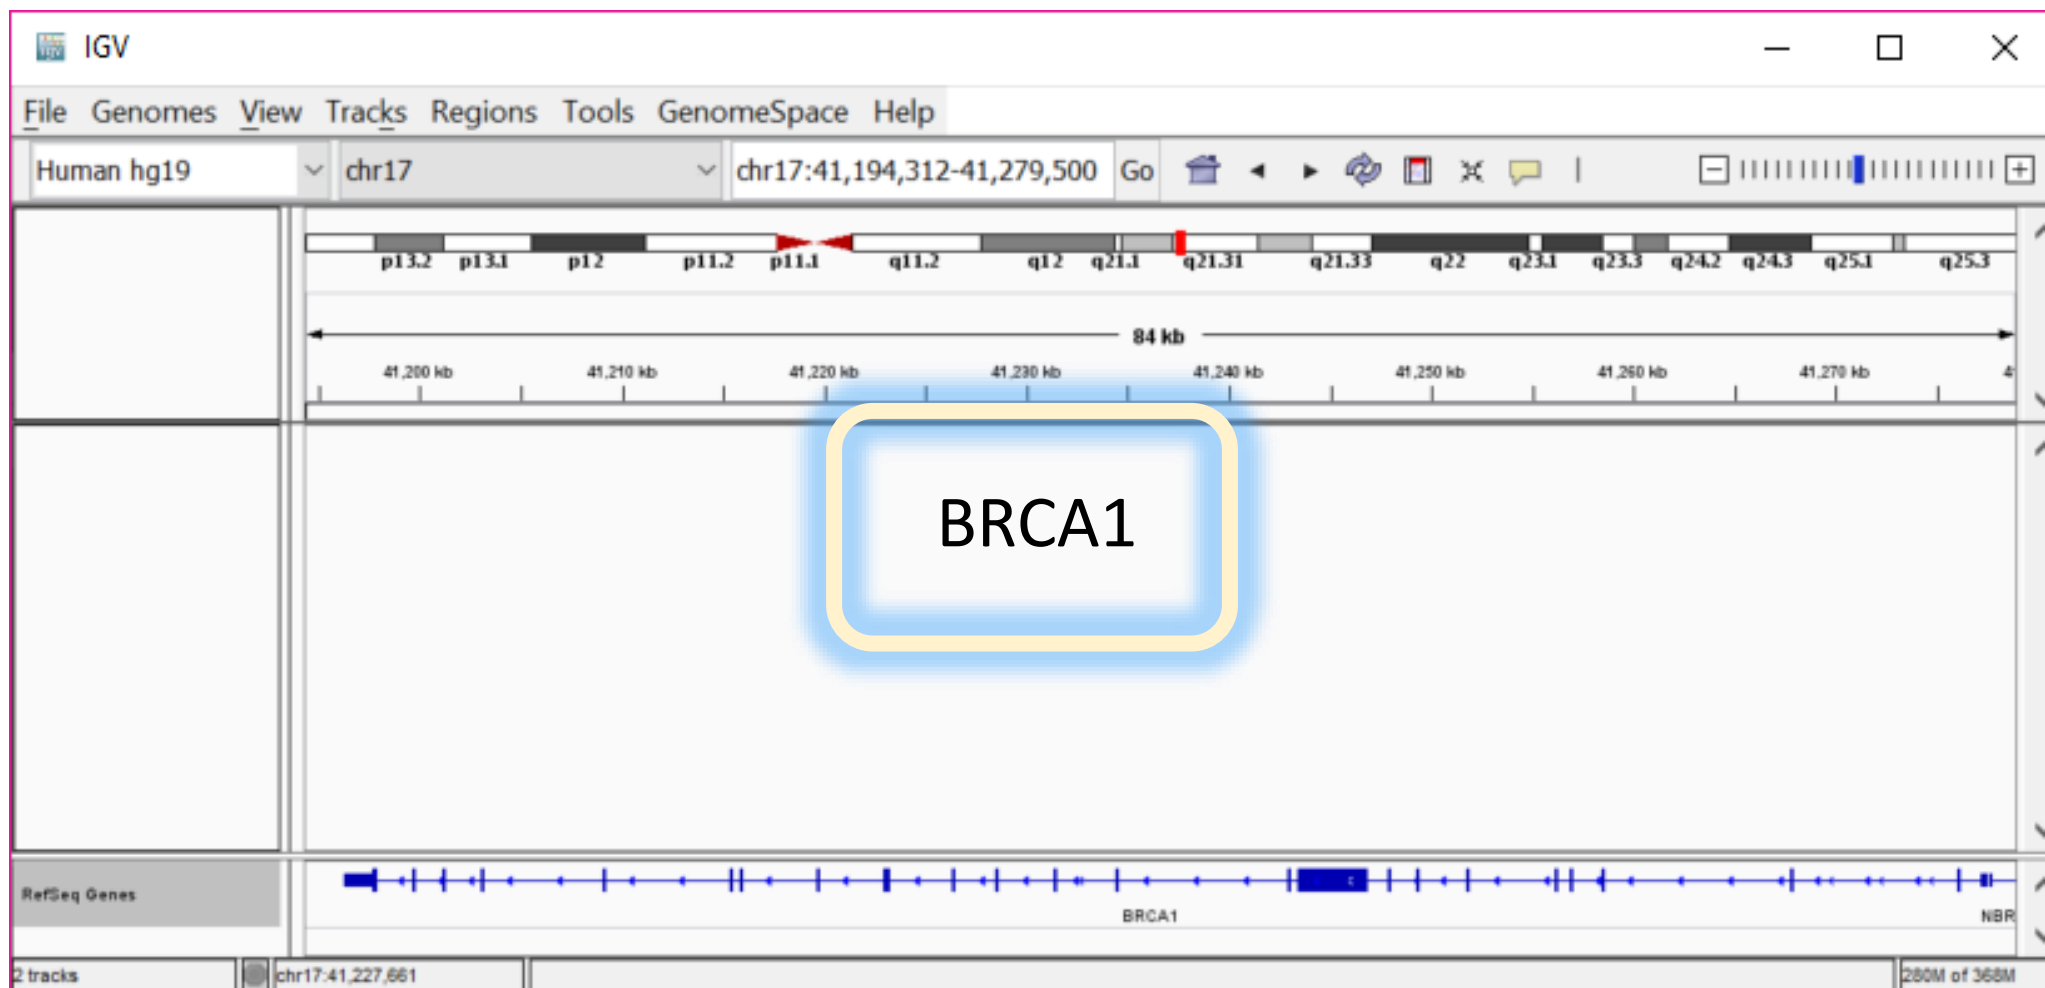 IGV
File Genomes View Tracks Regions Tools GenomeSpace Help
Human hg19 chr17 chr17:41,194,312-41,279,500 Go
p13.2 p13.1 p12 p11.2 p11.1 q11.2 q12 q21.1 q21.31 q21.33 q22 q23.1 q23.3 q24.2 q24.3 q25.1 q25.3
84 kb
41,200 kb 41,210 kb 41,220 kb 41,230 kb 41,240 kb 41,250 kb 41,260 kb 41,270 kb 4
BRCA1
RefSeq Genes
BRCA1 NBR
2 tracks chr17:41,227,661 280M of 368M